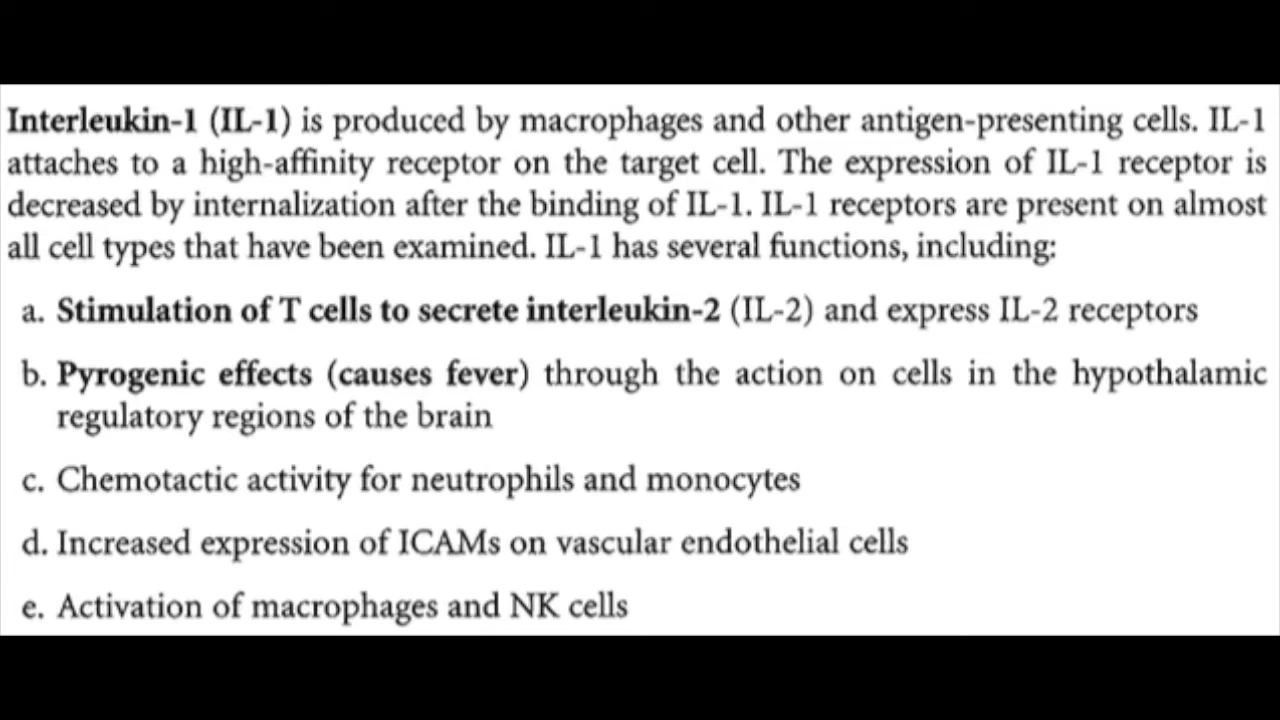 Interleukin-1 (IL-1) is produced by macrophages and other antigen-presenting cells. IL-1
attaches to a high-affinity receptor on the target cell. The expression of IL-1 receptor is
decreased by internalization after the binding of IL-1. IL-1 receptors are present on almost
all cell types that have been examined. IL-1 has several functions, including:
a. Stimulation of T cells to secrete interleukin-2 (IL-2) and express IL-2 receptors
b. Pyrogenic effects (causes fever) through the action on cells in the hypothalamic
regulatory regions of the brain
c. Chemotactic activity for neutrophils and monocytes
d. Increased expression of ICAMs on vascular endothelial cells
e. Activation of macrophages and NK cells